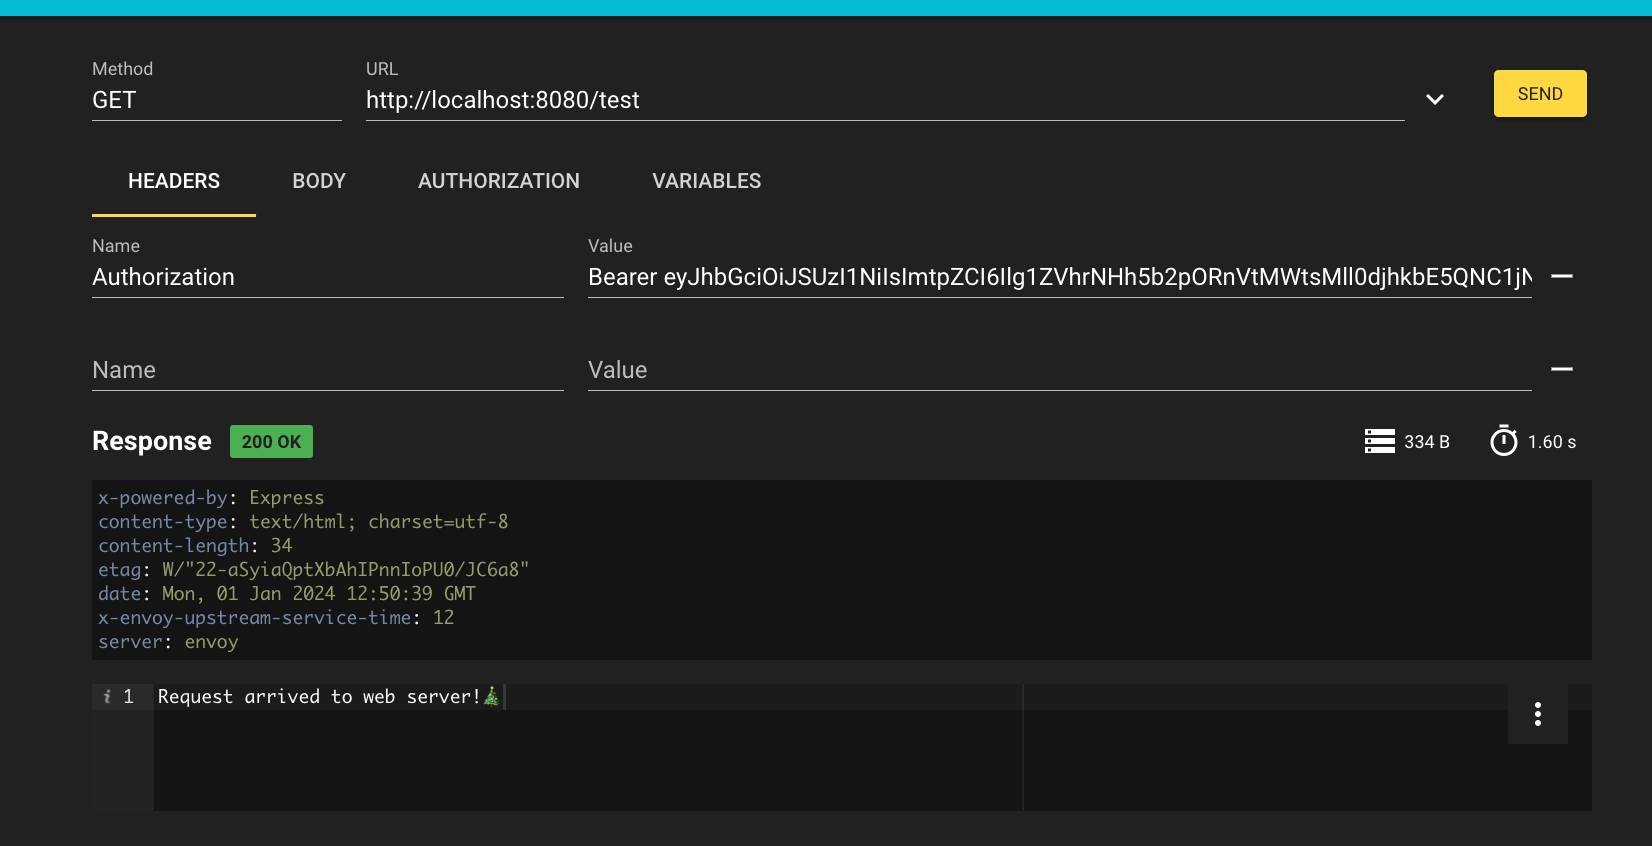 Method
URL
GET
http://localhost:8080/test
SEND
HEADERS
BODY
AUTHORIZATION
VARIABLES
Name
Value
Authorization
Bearer eyJhbGciOiJSUzI1NiIsImtpZCI6Ilg1ZVhrNHh5b2pORnVtMWtsMll0djhkbE5QNC1jN
Name
Value
Response
200 OK
334 B
1.60 s
x-powered-by: Express
content-type: text/html; charset=utf-8
content-length: 34
etag: W/"22-aSyiaQptXbAhIPnnIoPU0/JC6a8"
date: Mon, 01 Jan 2024 12:50:39 GMT
x-envoy-upstream-service-time: 12
server: envoy
i 1 Request arrived to web server!🎄